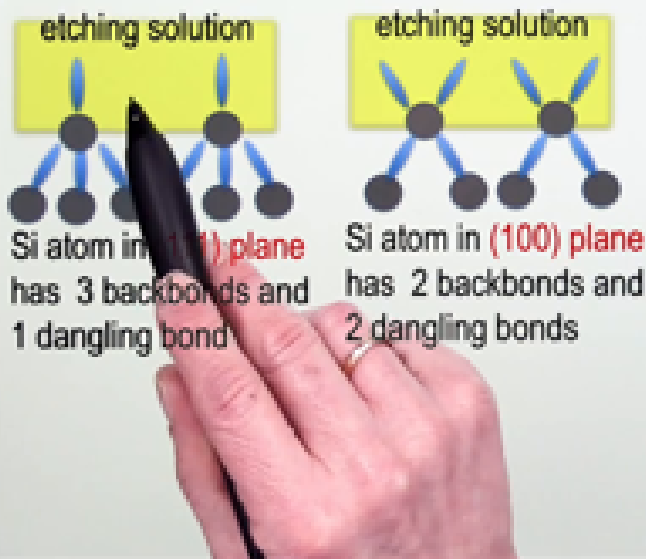 etching solution
etching solution
Si atom in 1) plane
has 3 backbonds and
1 dangling bond
Si atom in (100) plane
has 2 backbonds and
2 dangling bonds